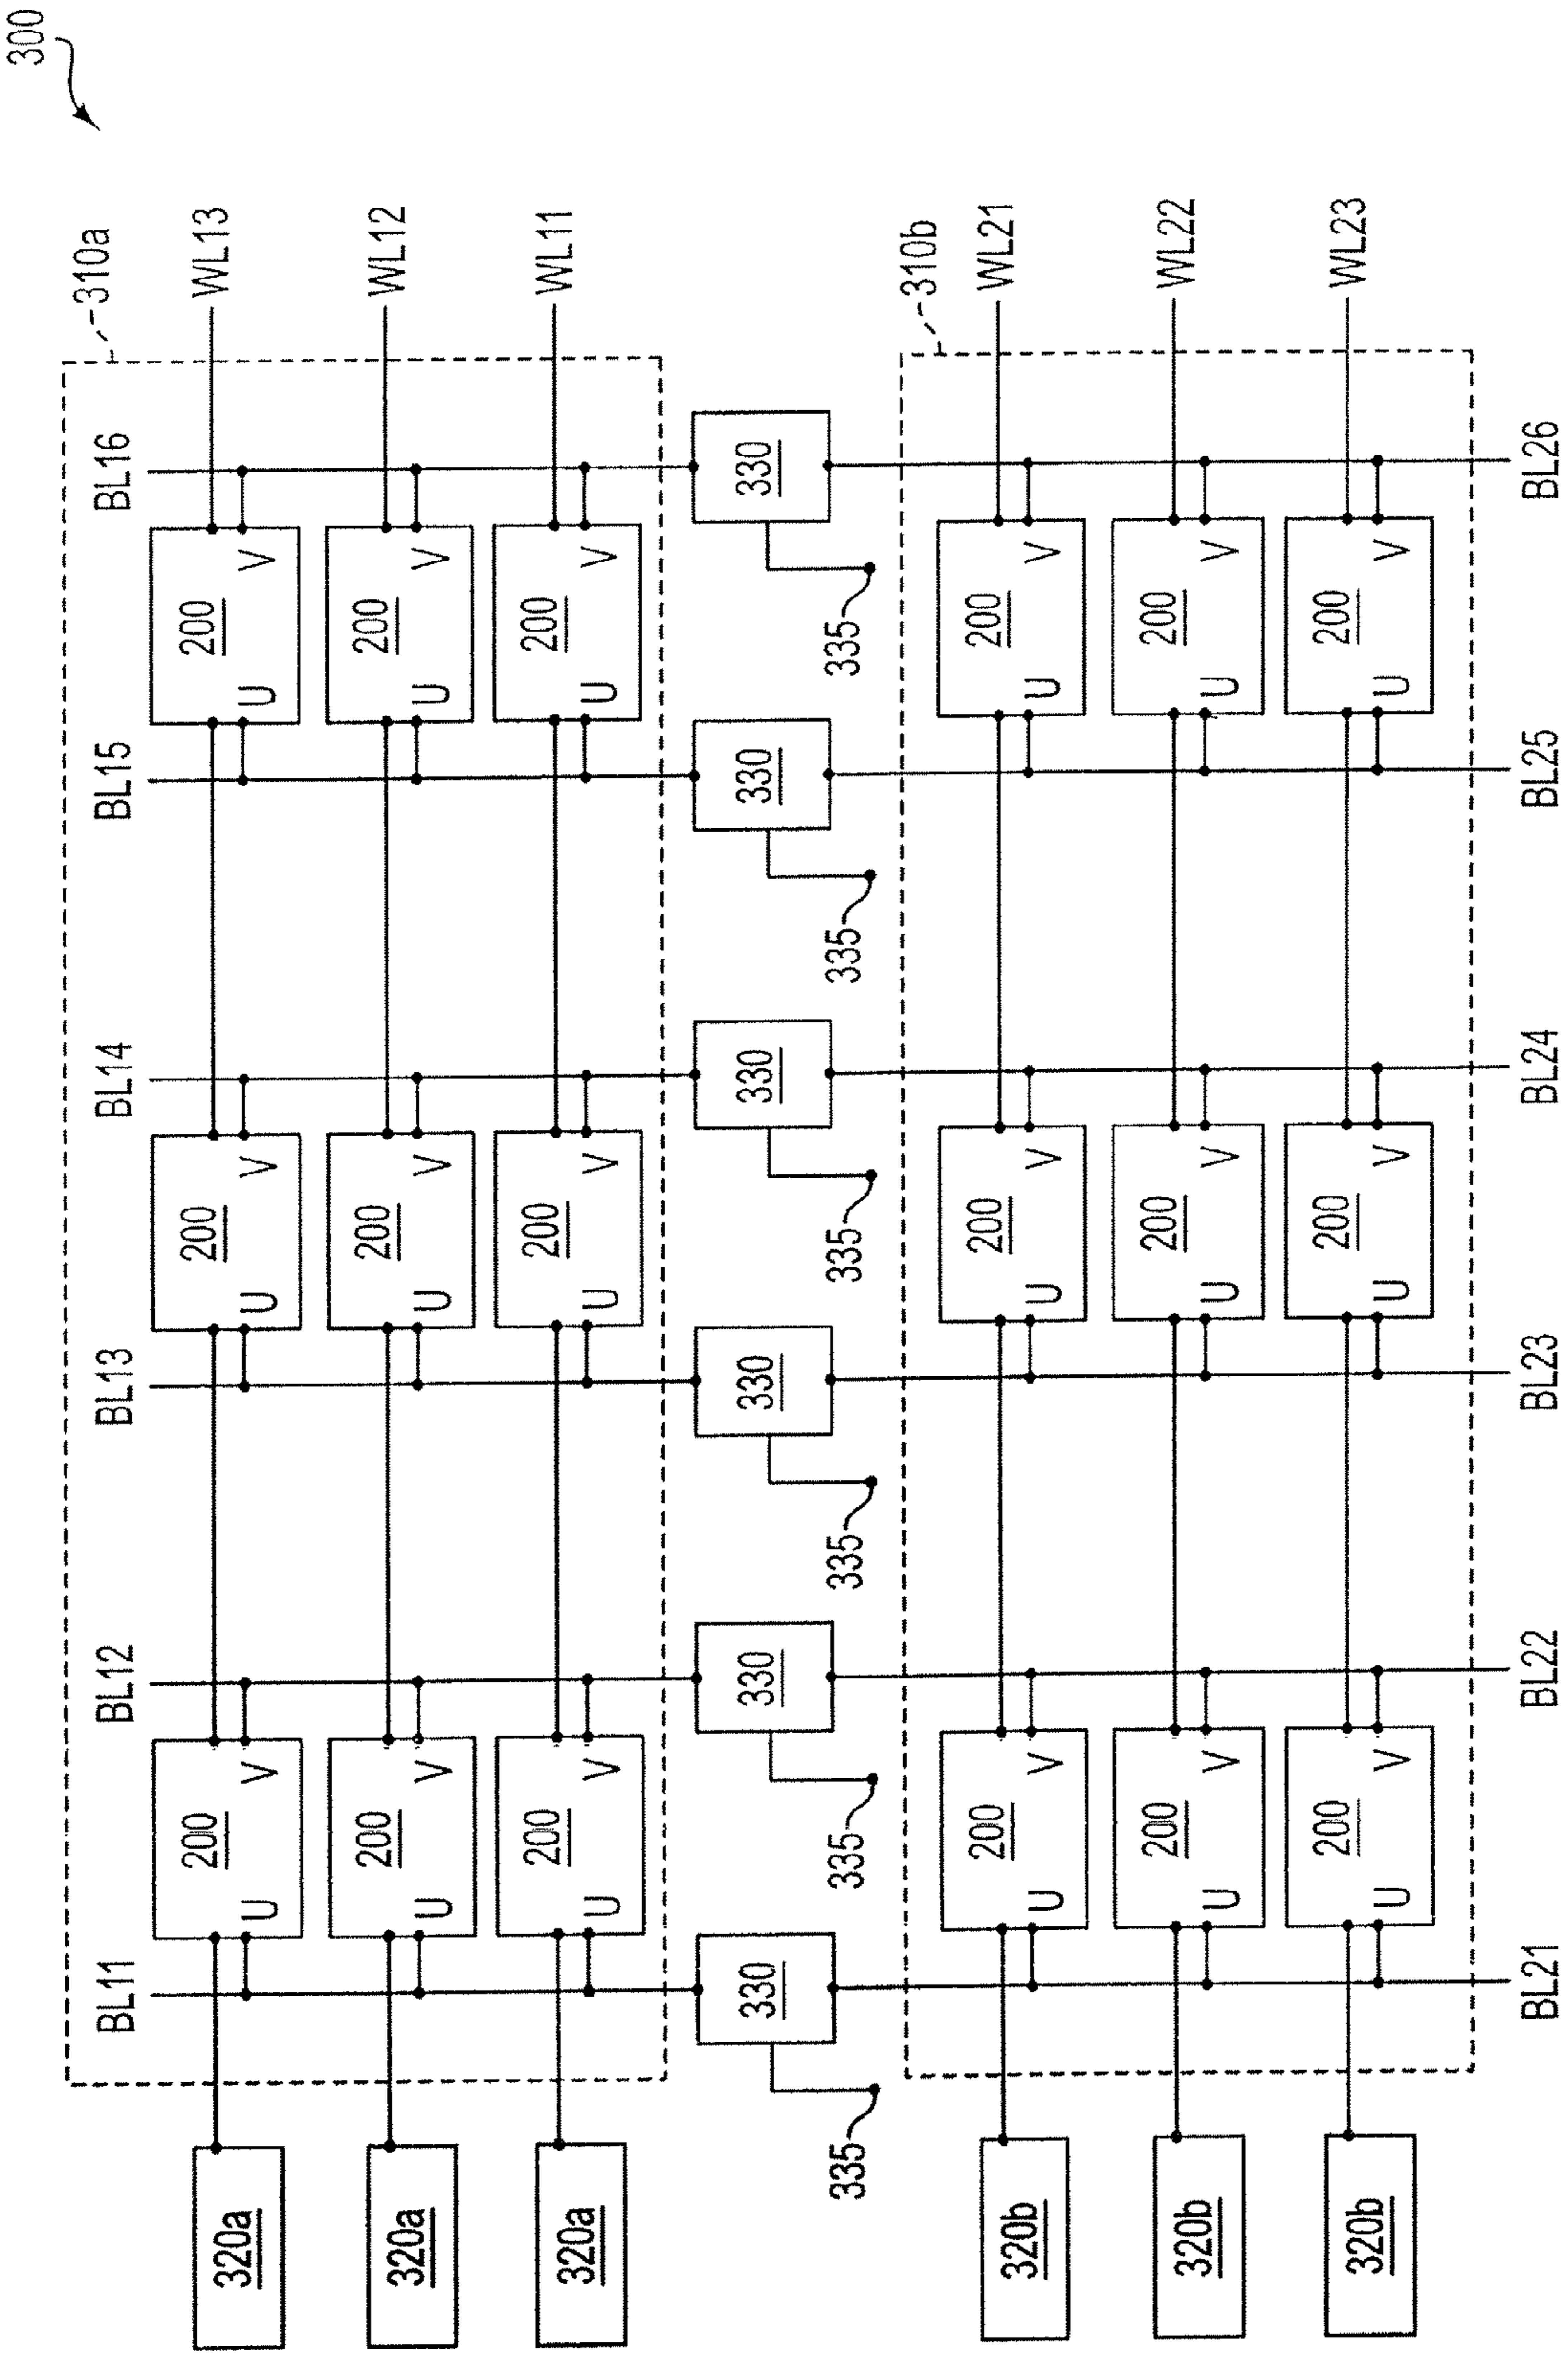 300
310a
BL11 BL12 BL13 BL14 BL15 BL16
320a 200 200 200 WL13
U V U V U V
320a 200 200 200 WL12
U V U V U V
320a 200 200 200 WL11
U V U V U V
330 330 330 330 330 330
335 335 335 335 335 335
310b
320b 200 200 200 WL21
U V U V U V
320b 200 200 200 WL22
U V U V U V
320b 200 200 200 WL23
U V U V U V
BL21 BL22 BL23 BL24 BL25 BL26